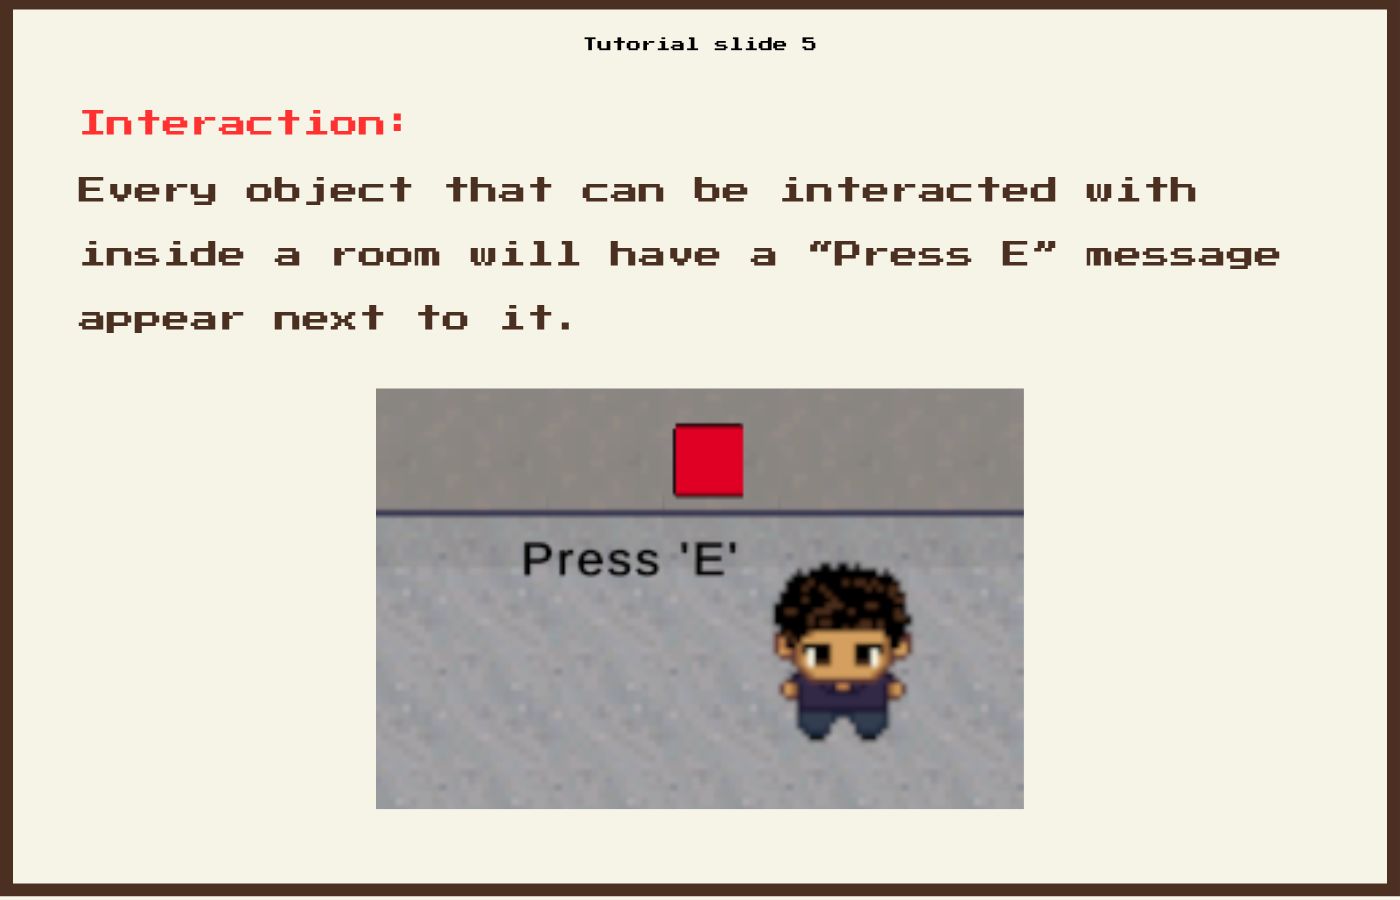 Tutorial slide 5
Interaction:
Every object that can be interacted with
inside a room will have a “Press E” message
appear next to it.
Press 'E'